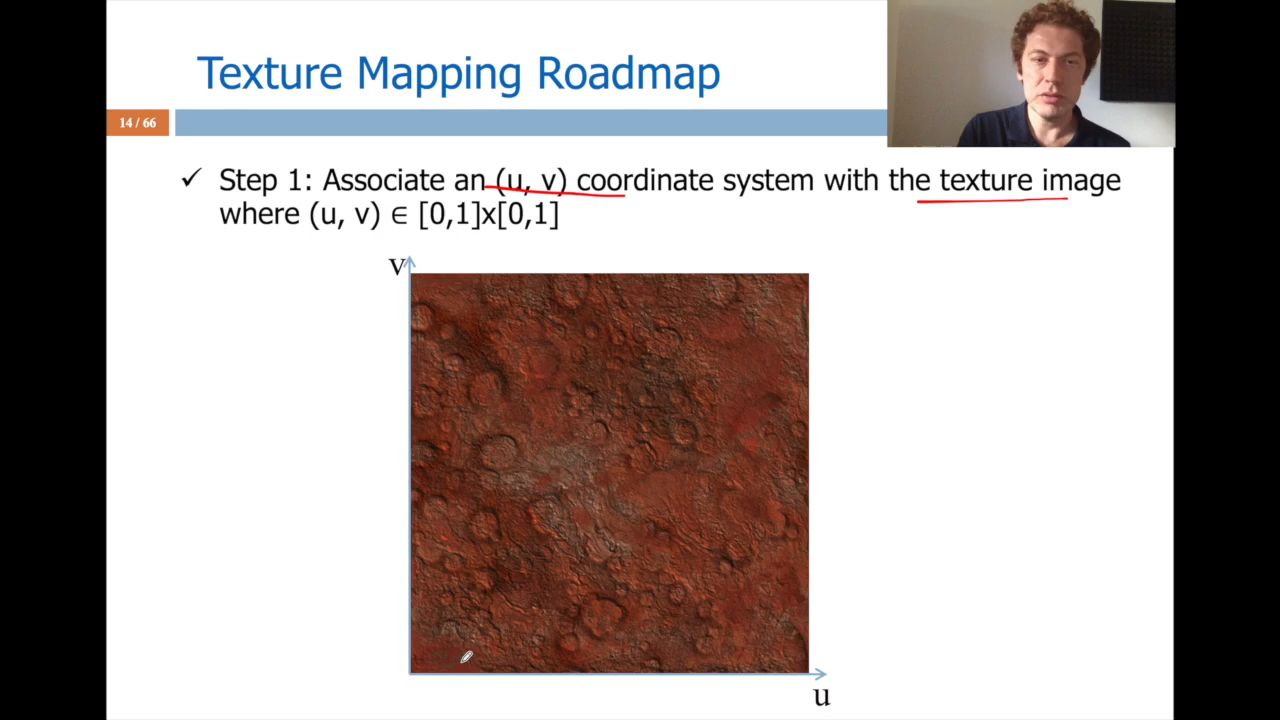 Texture Mapping Roadmap
14 / 66
✓ Step 1: Associate an (u, v) coordinate system with the texture image
where (u, v) ∈ [0,1]x[0,1]
v
u